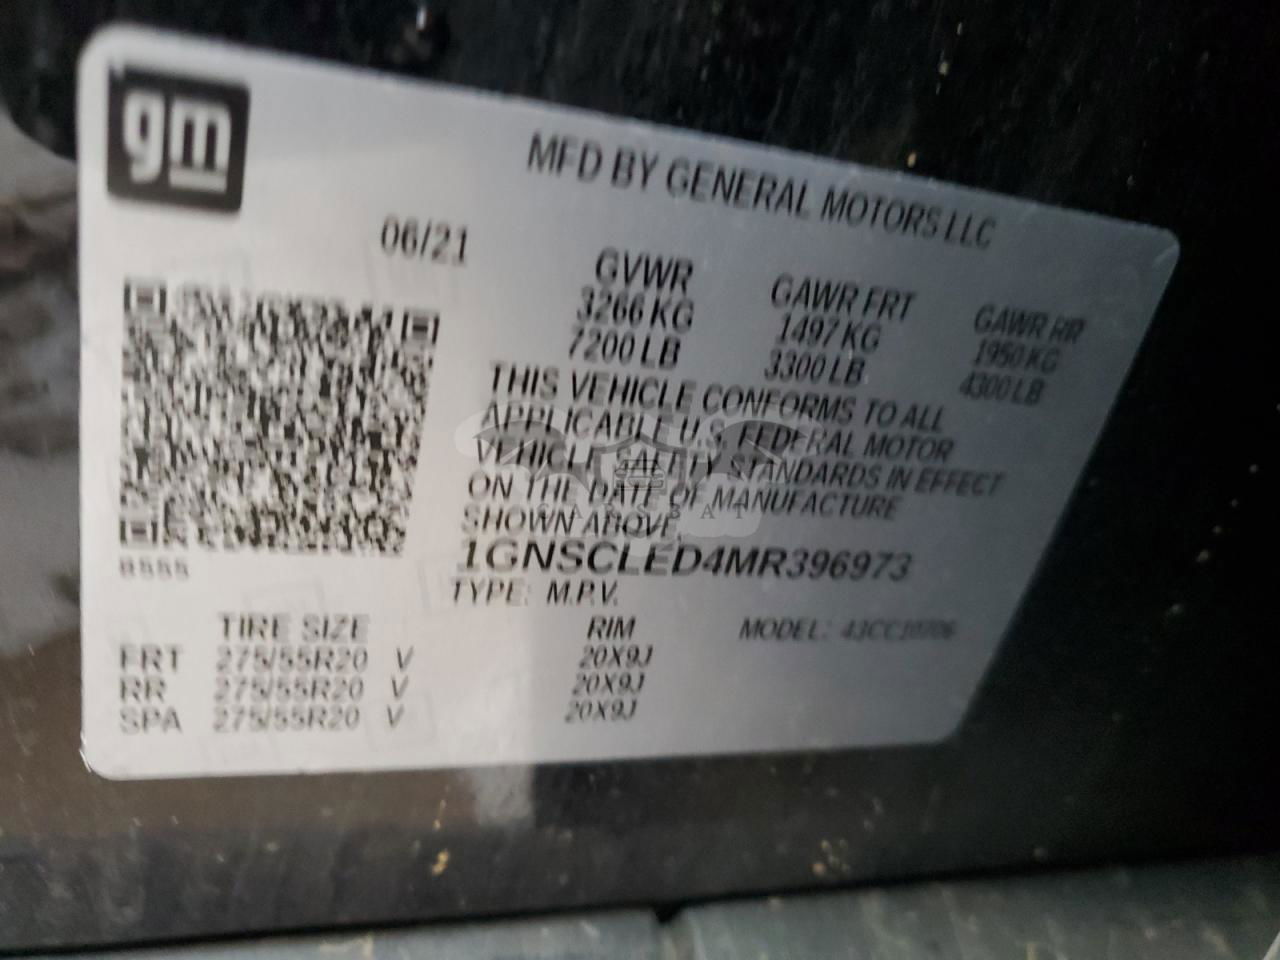 gm
MFD BY GENERAL MOTORS LLC
06/21
GVWR
3266 KG
7200 LB
GAWR FRT
1497 KG
3300 LB
GAWR RR
1950 KG
4300 LB
THIS VEHICLE CONFORMS TO ALL
APPLICABLE U.S. FEDERAL MOTOR
VEHICLE SAFETY STANDARDS IN EFFECT
ON THE DATE OF MANUFACTURE
SHOWN ABOVE.
CARSBAT
1GNSCLED4MR396973
8555
TYPE: M.P.V.
TIRE SIZE RIM MODEL: 43CC10706
FRT 275/55R20 V 20X9J
RR 275/55R20 V 20X9J
SPA 275/55R20 V 20X9J